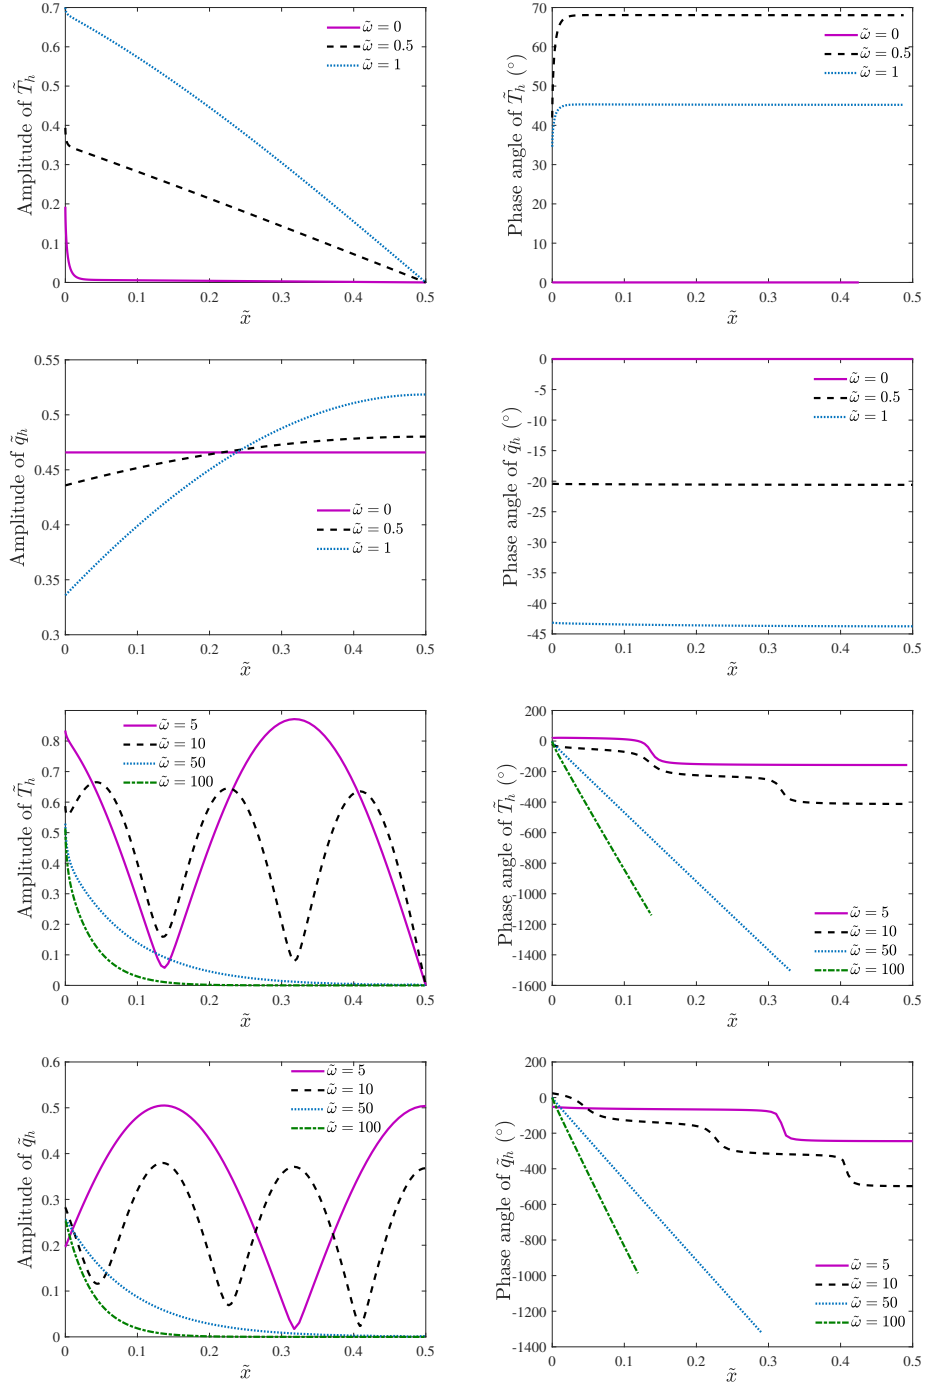 Amplitude of T̃_h
0.7
0.6
0.5
0.4
0.3
0.2
0.1
0
ω̃ = 0
ω̃ = 0.5
ω̃ = 1
0 0.1 0.2 0.3 0.4 0.5
x̃
Phase angle of T̃_h (°)
70
60
50
40
30
20
10
0
ω̃ = 0
ω̃ = 0.5
ω̃ = 1
0 0.1 0.2 0.3 0.4 0.5
x̃
Amplitude of q̃_h
0.55
0.5
0.45
0.4
0.35
0.3
ω̃ = 0
ω̃ = 0.5
ω̃ = 1
0 0.1 0.2 0.3 0.4 0.5
x̃
Phase angle of q̃_h (°)
0
-5
-10
-15
-20
-25
-30
-35
-40
-45
ω̃ = 0
ω̃ = 0.5
ω̃ = 1
0 0.1 0.2 0.3 0.4 0.5
x̃
Amplitude of T̃_h
0.8
0.7
0.6
0.5
0.4
0.3
0.2
0.1
0
ω̃ = 5
ω̃ = 10
ω̃ = 50
ω̃ = 100
0 0.1 0.2 0.3 0.4 0.5
x̃
Phase angle of T̃_h (°)
200
0
-200
-400
-600
-800
-1000
-1200
-1400
-1600
ω̃ = 5
ω̃ = 10
ω̃ = 50
ω̃ = 100
0 0.1 0.2 0.3 0.4 0.5
x̃
Amplitude of q̃_h
0.6
0.5
0.4
0.3
0.2
0.1
0
ω̃ = 5
ω̃ = 10
ω̃ = 50
ω̃ = 100
0 0.1 0.2 0.3 0.4 0.5
x̃
Phase angle of q̃_h (°)
200
0
-200
-400
-600
-800
-1000
-1200
-1400
ω̃ = 5
ω̃ = 10
ω̃ = 50
ω̃ = 100
0 0.1 0.2 0.3 0.4 0.5
x̃